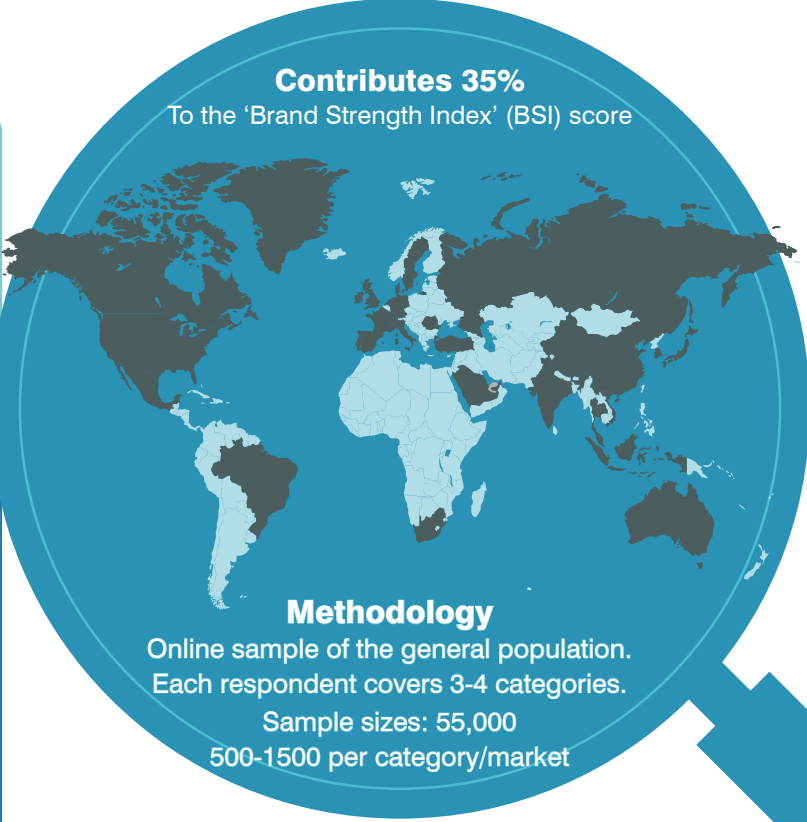 Contributes 35%
To the ‘Brand Strength Index’ (BSI) score
Methodology
Online sample of the general population.
Each respondent covers 3-4 categories.
Sample sizes: 55,000
500-1500 per category/market